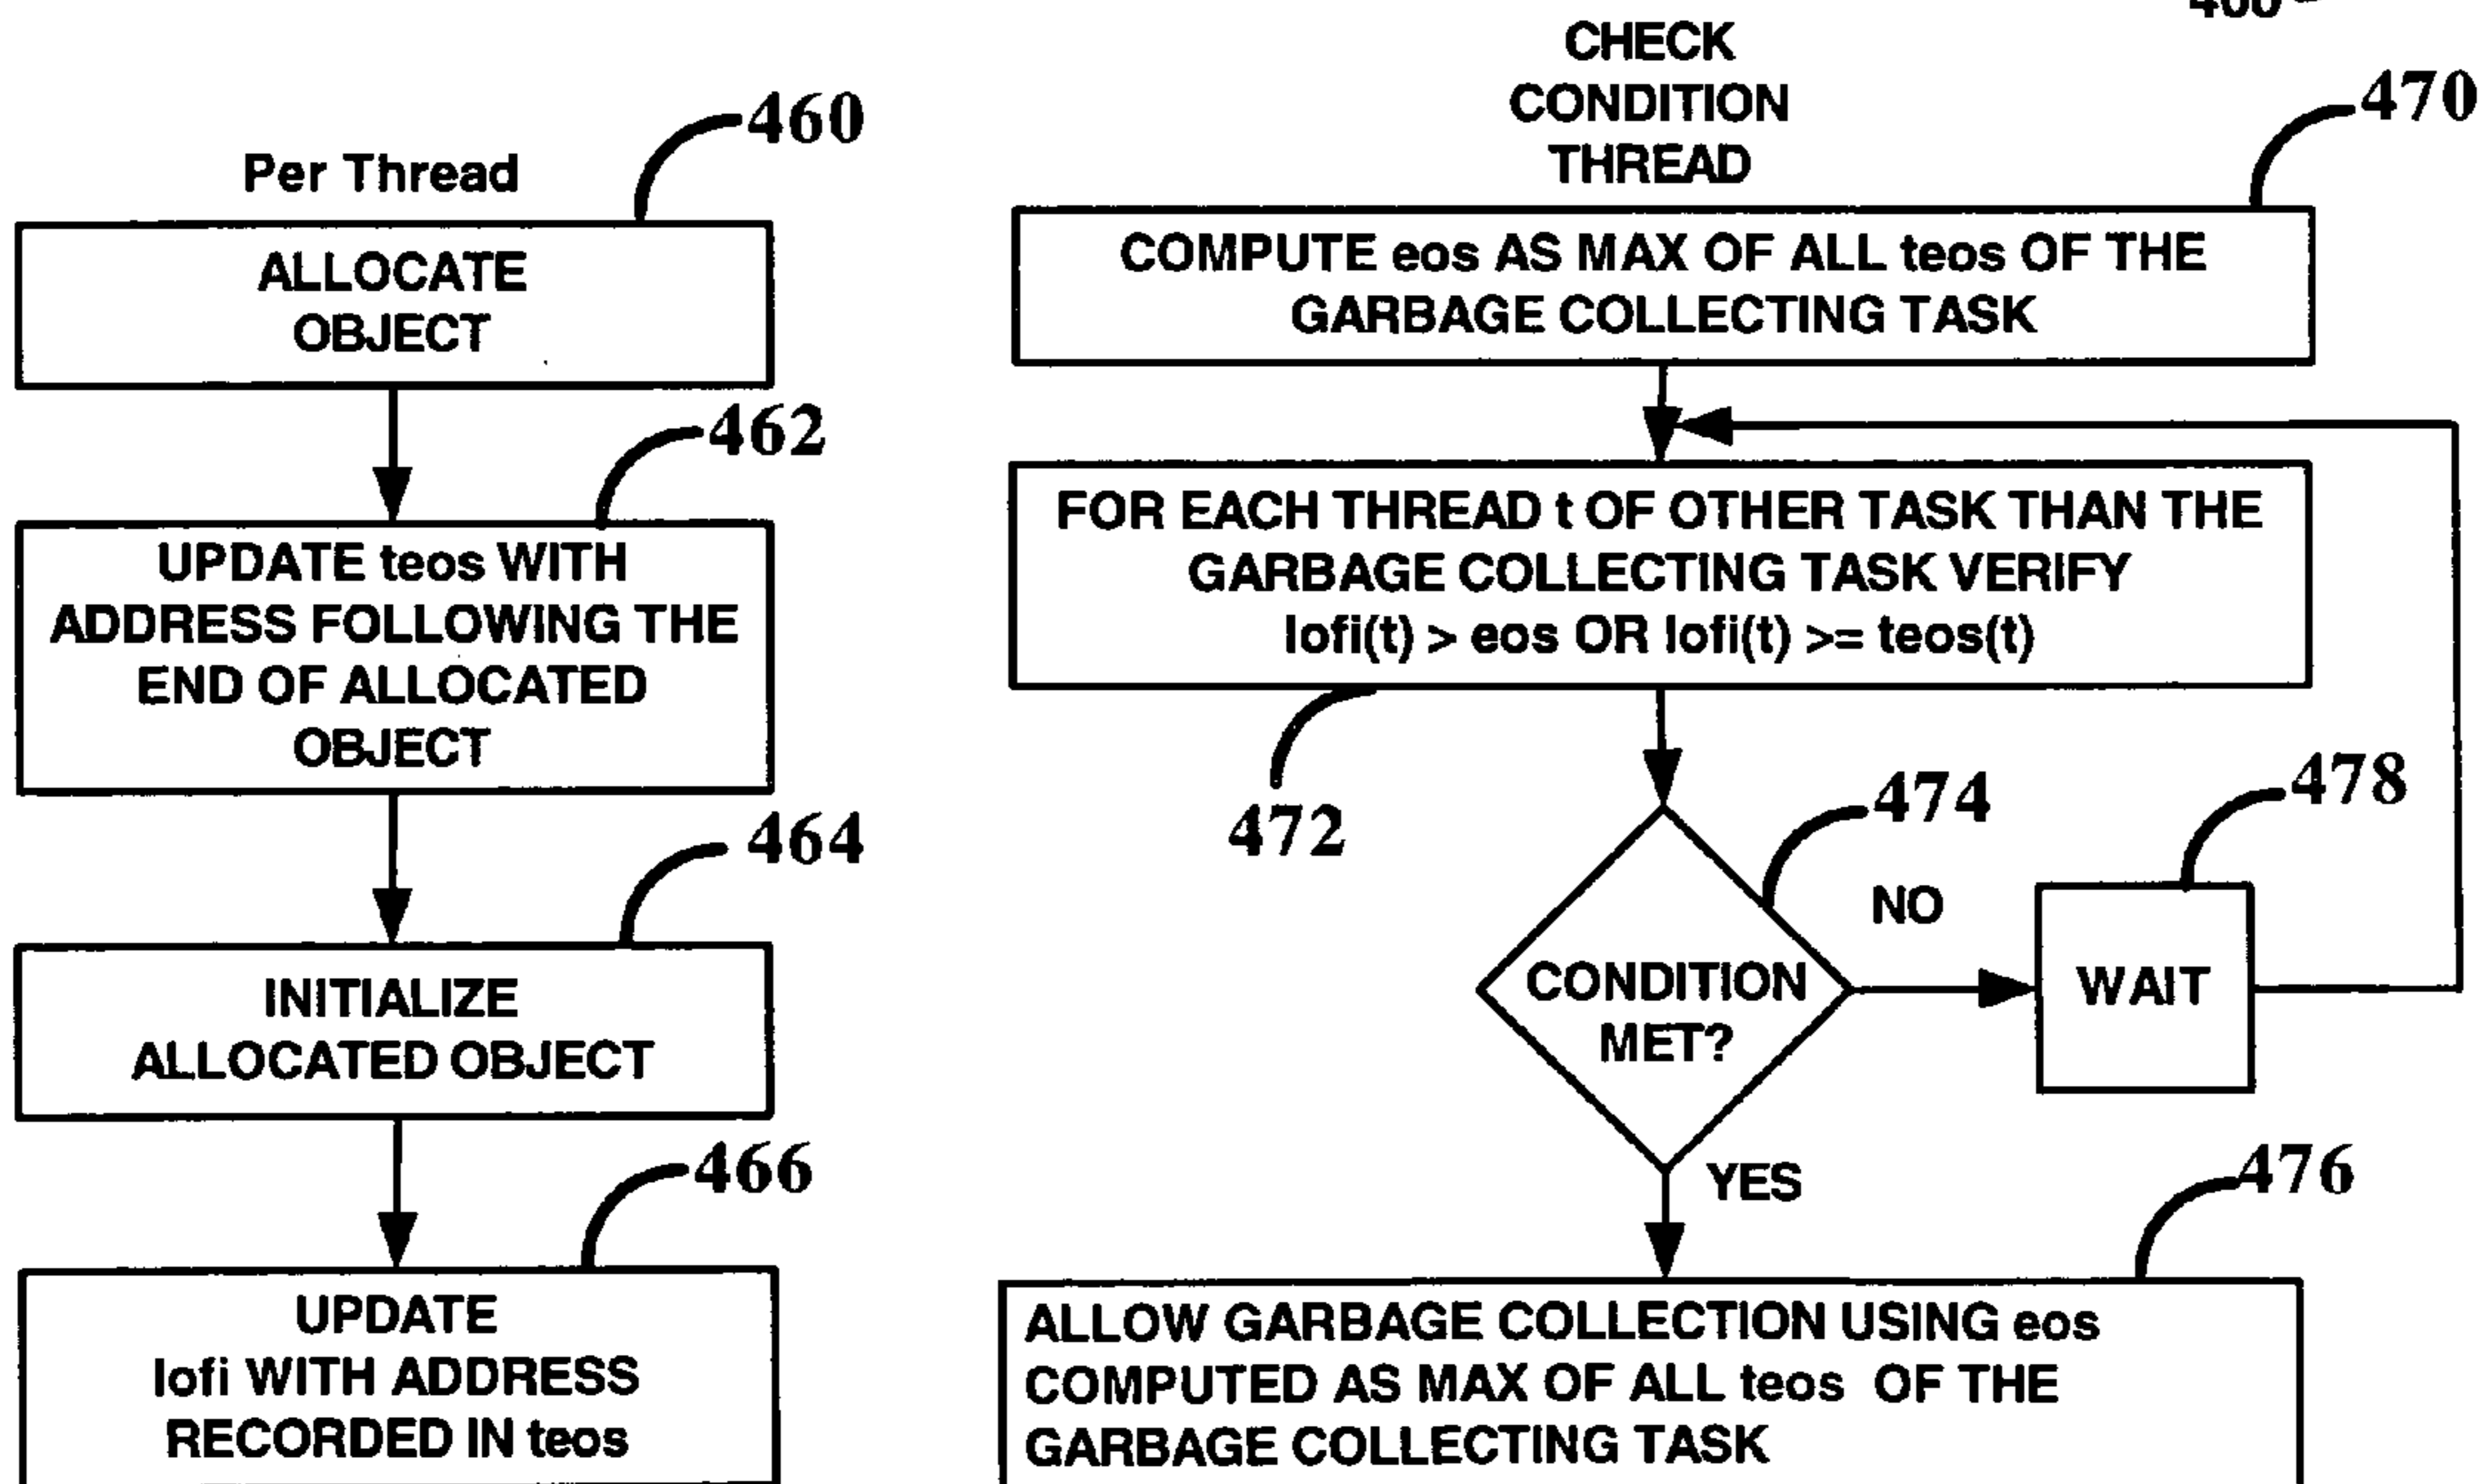 460
Per Thread
ALLOCATE
OBJECT
462
UPDATE teos WITH
ADDRESS FOLLOWING THE
END OF ALLOCATED
OBJECT
464
INITIALIZE
ALLOCATED OBJECT
466
UPDATE
lofi WITH ADDRESS
RECORDED IN teos
CHECK
CONDITION
THREAD
470
COMPUTE eos AS MAX OF ALL teos OF THE
GARBAGE COLLECTING TASK
FOR EACH THREAD t OF OTHER TASK THAN THE
GARBAGE COLLECTING TASK VERIFY
lofi(t) > eos OR lofi(t) >= teos(t)
472
474
CONDITION
MET?
NO
478
WAIT
YES
476
ALLOW GARBAGE COLLECTION USING eos
COMPUTED AS MAX OF ALL teos OF THE
GARBAGE COLLECTING TASK